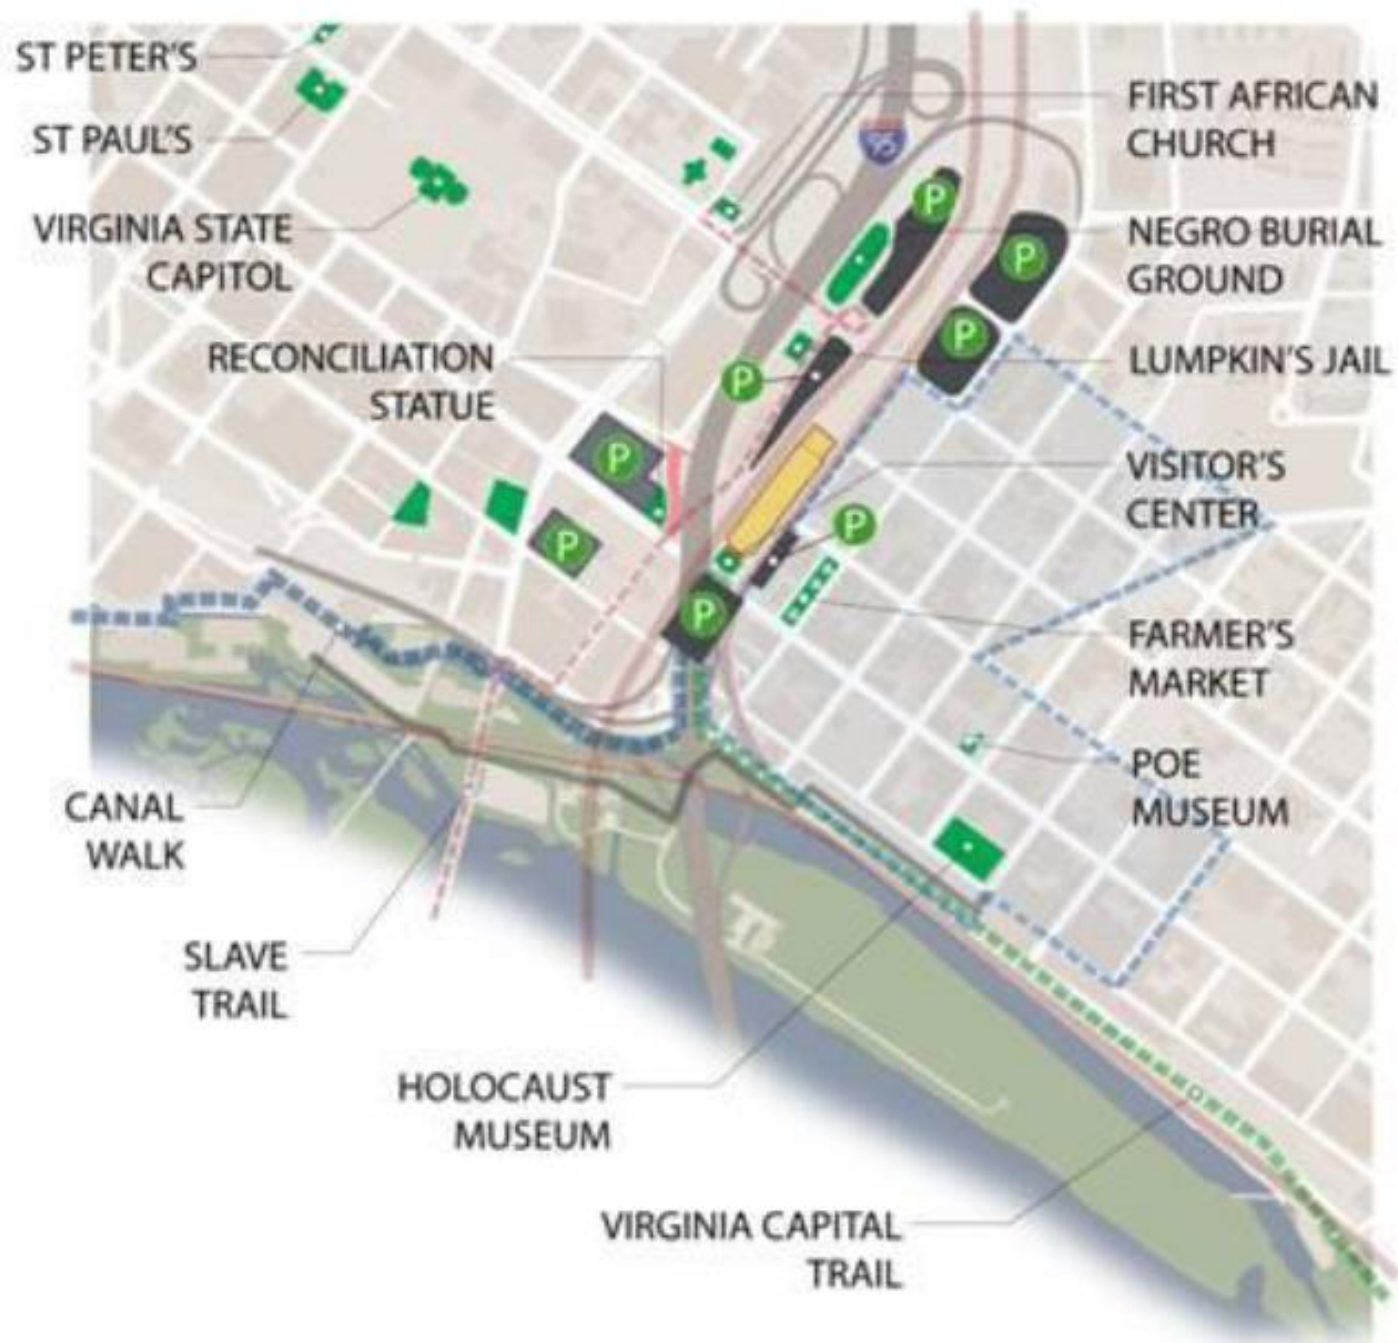 ST PETER'S
ST PAUL'S
VIRGINIA STATE
CAPITOL
RECONCILIATION
STATUE
95
FIRST AFRICAN
CHURCH
NEGRO BURIAL
GROUND
LUMPKIN'S JAIL
VISITOR'S
CENTER
FARMER'S
MARKET
POE
MUSEUM
CANAL
WALK
SLAVE
TRAIL
HOLOCAUST
MUSEUM
VIRGINIA CAPITAL
TRAIL
P
P
P
P
P
P
P
P